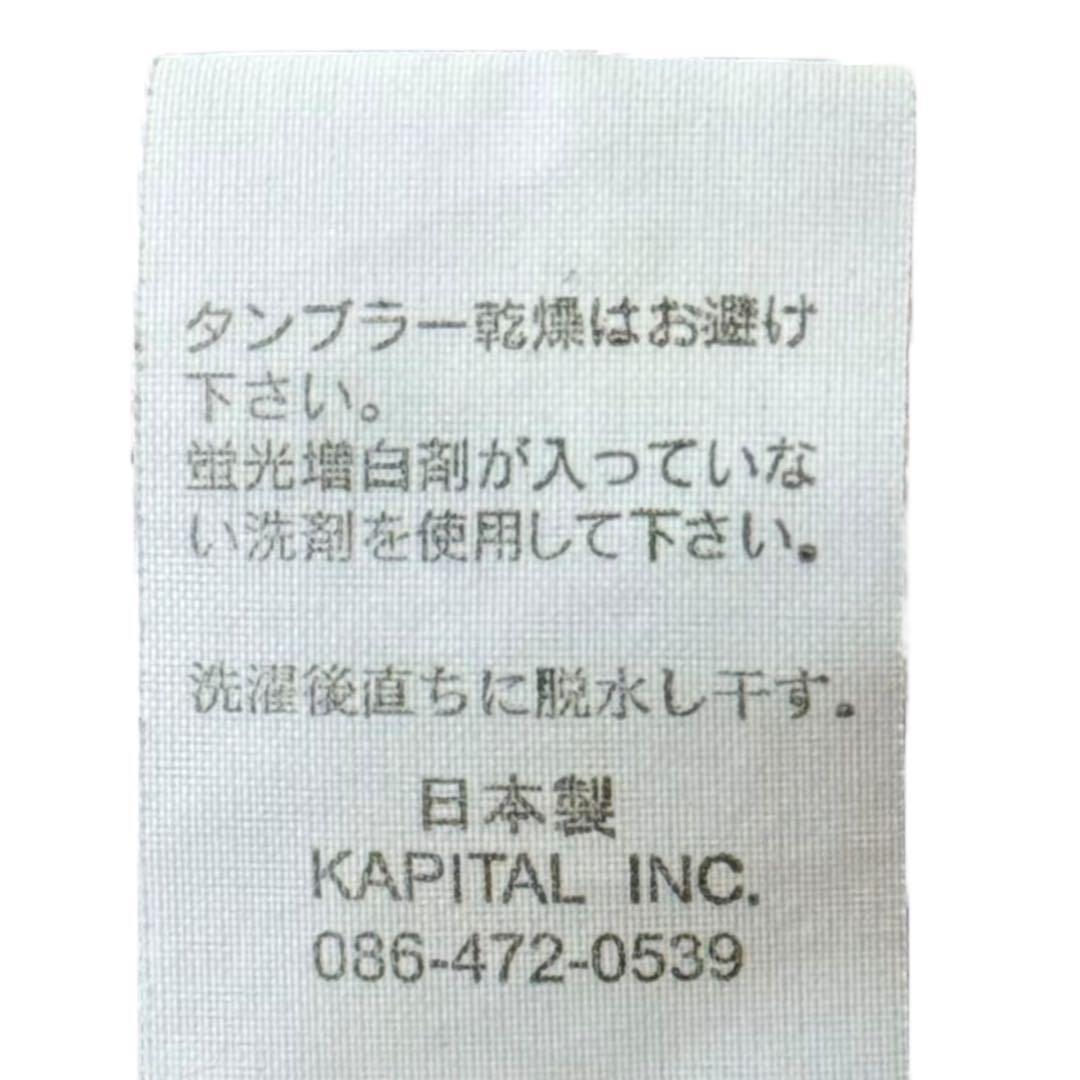 タンブラー乾燥はお避け
下さい。
蛍光増白剤が入っていな
い洗剤を使用して下さい。
洗濯後直ちに脱水し干す。
日本製
KAPITAL INC.
086-472-0539